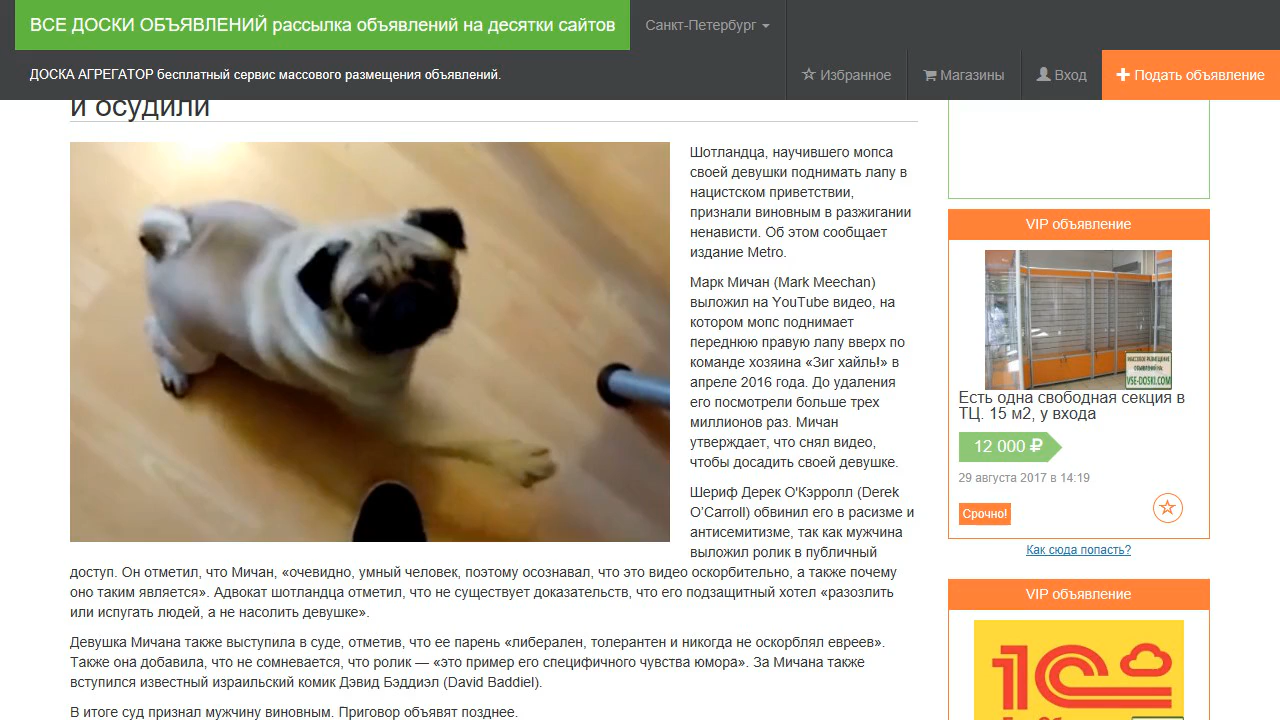 ВСЕ ДОСКИ ОБЪЯВЛЕНИЙ рассылка объявлений на десятки сайтов
Санкт-Петербург
ДОСКА АГРЕГАТОР бесплатный сервис массового размещения объявлений.
Избранное
Магазины
Вход
Подать объявление
и осудили
Шотландца, научившего мопса
своей девушки поднимать лапу в
нацистском приветствии,
признали виновным в разжигании
ненависти. Об этом сообщает
издание Metro.
Марк Мичан (Mark Meechan)
выложил на YouTube видео, на
котором мопс поднимает
переднюю правую лапу вверх по
команде хозяина «Зиг хайль!» в
апреле 2016 года. До удаления
его посмотрели больше трех
миллионов раз. Мичан
утверждает, что снял видео,
чтобы досадить своей девушке.
Шериф Дерек О'Кэрролл (Derek
O’Carroll) обвинил его в расизме и
антисемитизме, так как мужчина
выложил ролик в публичный
доступ. Он отметил, что Мичан, «очевидно, умный человек, поэтому осознавал, что это видео оскорбительно, а также почему
оно таким является». Адвокат шотландца отметил, что не существует доказательств, что его подзащитный хотел «разозлить
или испугать людей, а не насолить девушке».
Девушка Мичана также выступила в суде, отметив, что ее парень «либерален, толерантен и никогда не оскорблял евреев».
Также она добавила, что не сомневается, что ролик — «это пример его специфичного чувства юмора». За Мичана также
вступился известный израильский комик Дэвид Бэддиэл (David Baddiel).
В итоге суд признал мужчину виновным. Приговор объявят позднее.
VIP объявление
МАССОВОЕ РАЗМЕЩЕНИЕ
ОБЪЯВЛЕНИЙ НА:
VSE-DOSKI.COM
Есть одна свободная секция в
ТЦ. 15 м2, у входа
12 000 ₽
29 августа 2017 в 14:19
Срочно!
Как сюда попасть?
VIP объявление
1С